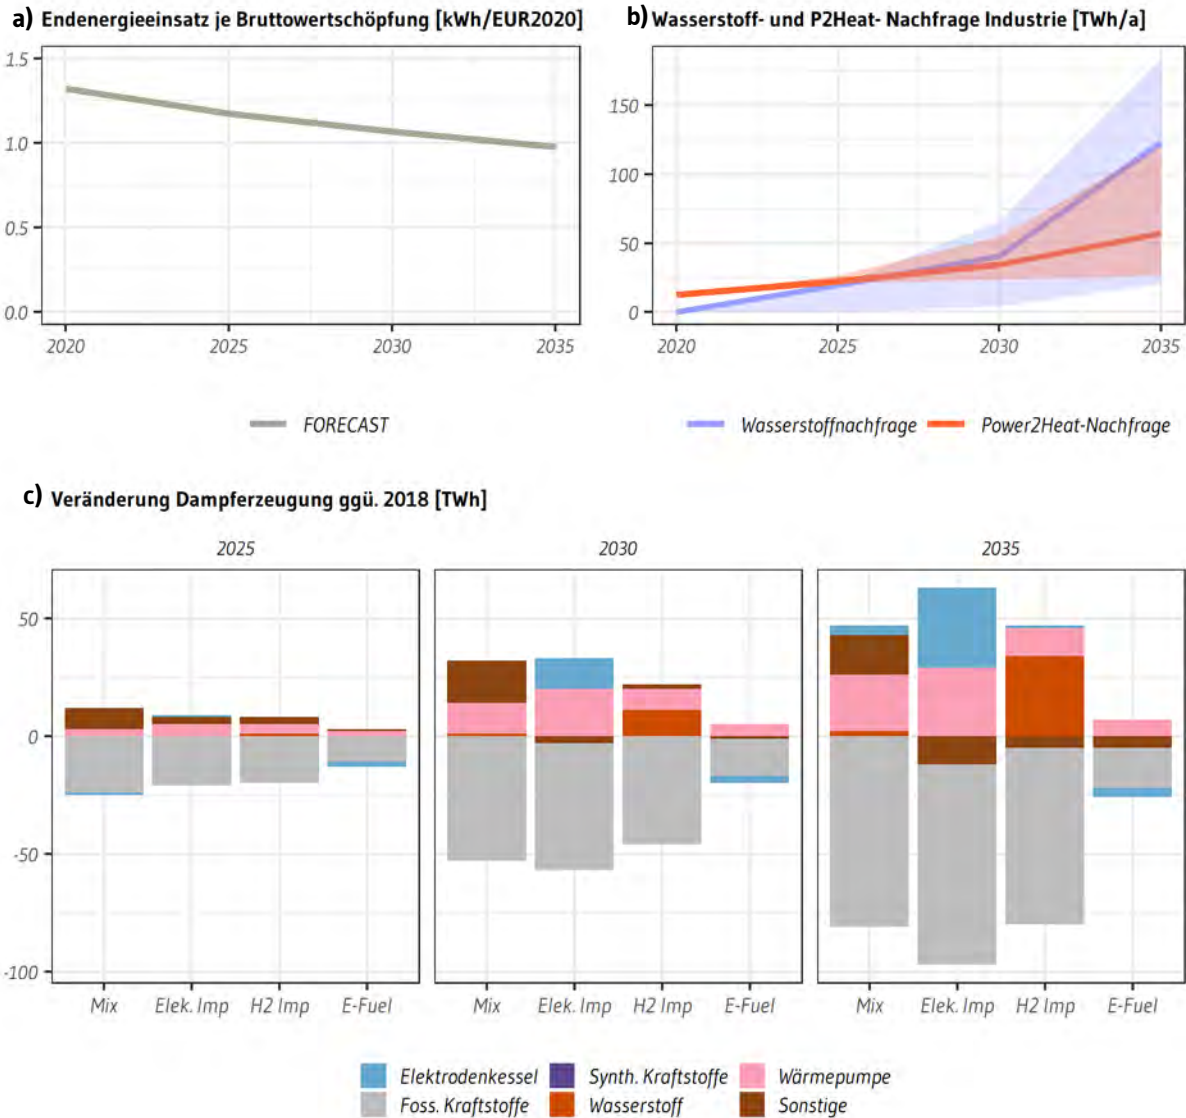 a) Endenergieeinsatz je Bruttowertschöpfung [kWh/EUR2020]
1.5
1.0
0.5
0.0
2020 2025 2030 2035
FORECAST
b) Wasserstoff- und P2Heat- Nachfrage Industrie [TWh/a]
150
100
50
0
2020 2025 2030 2035
Wasserstoffnachfrage Power2Heat-Nachfrage
c) Veränderung Dampferzeugung ggü. 2018 [TWh]
2025 2030 2035
50
0
-50
-100
Mix Elek. Imp H2 Imp E-Fuel Mix Elek. Imp H2 Imp E-Fuel Mix Elek. Imp H2 Imp E-Fuel
Elektrodenkessel Synth. Kraftstoffe Wärmepumpe
Foss. Kraftstoffe Wasserstoff Sonstige